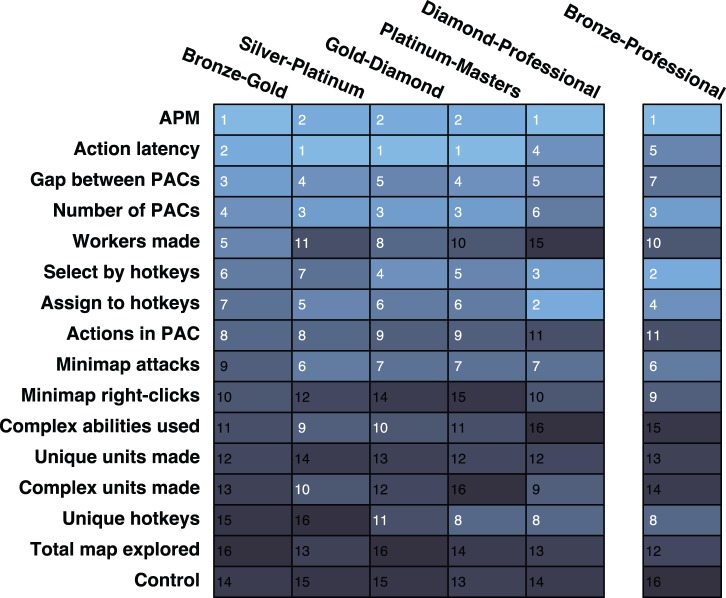 Bronze-Gold
Silver-Platinum
Gold-Diamond
Platinum-Masters
Diamond-Professional
Bronze-Professional
APM 1 2 2 2 1 1
Action latency 2 1 1 1 4 5
Gap between PACs 3 4 5 4 5 7
Number of PACs 4 3 3 3 6 3
Workers made 5 11 8 10 15 10
Select by hotkeys 6 7 4 5 3 2
Assign to hotkeys 7 5 6 6 2 4
Actions in PAC 8 8 9 9 11 11
Minimap attacks 9 6 7 7 7 6
Minimap right-clicks 10 12 14 15 10 9
Complex abilities used 11 9 10 11 16 15
Unique units made 12 14 13 12 12 13
Complex units made 13 10 12 16 9 14
Unique hotkeys 15 16 11 8 8 8
Total map explored 16 13 16 14 13 12
Control 14 15 15 13 14 16